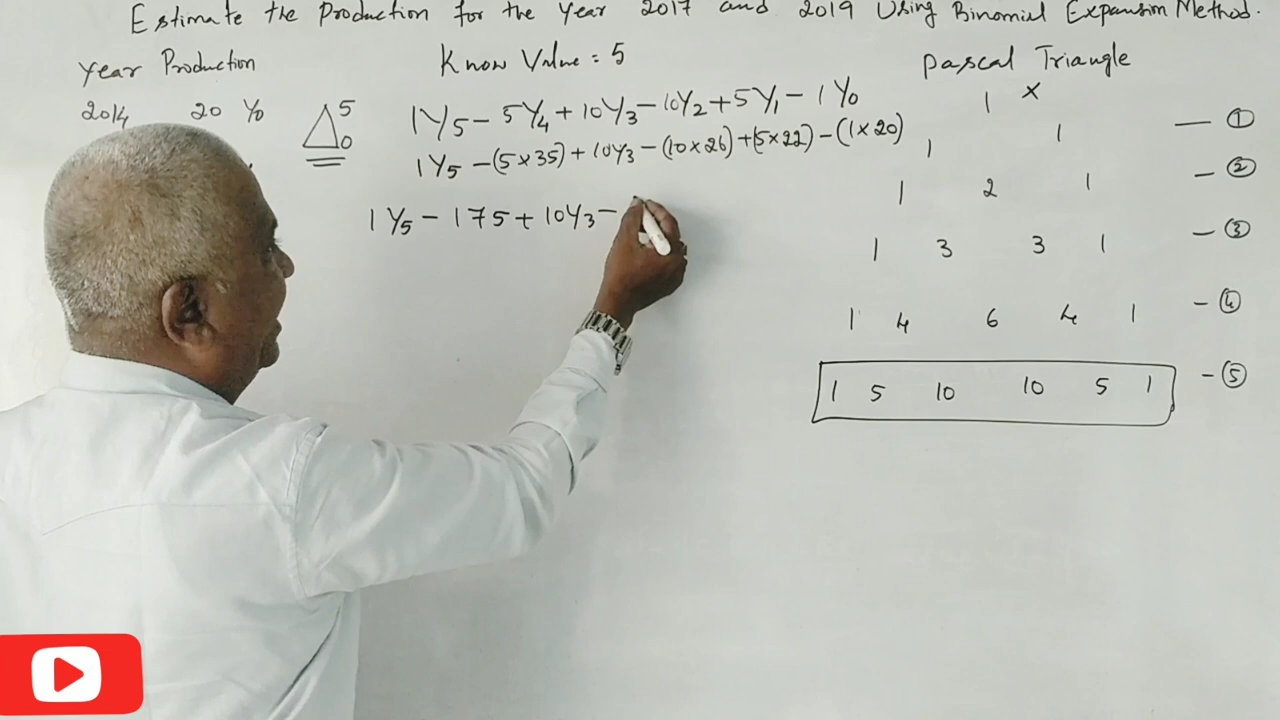 Estimate the Production for the Year 2017 and 2019 Using Binomial Expansion Method.
Year Production
2014 20 Y0
Know Value = 5
△⁵₀
1Y5 - 5Y4 + 10Y3 - 10Y2 + 5Y1 - 1Y0
1Y5 - (5 x 35) + 10Y3 - (10 x 26) + (5 x 22) - (1 x 20)
1Y5 - 175 + 10Y3 -
Pascal Triangle
1 x
1 1 — ①
1 2 1 — ②
1 3 3 1 — ③
1 4 6 4 1 — ④
1 5 10 10 5 1 — ⑤